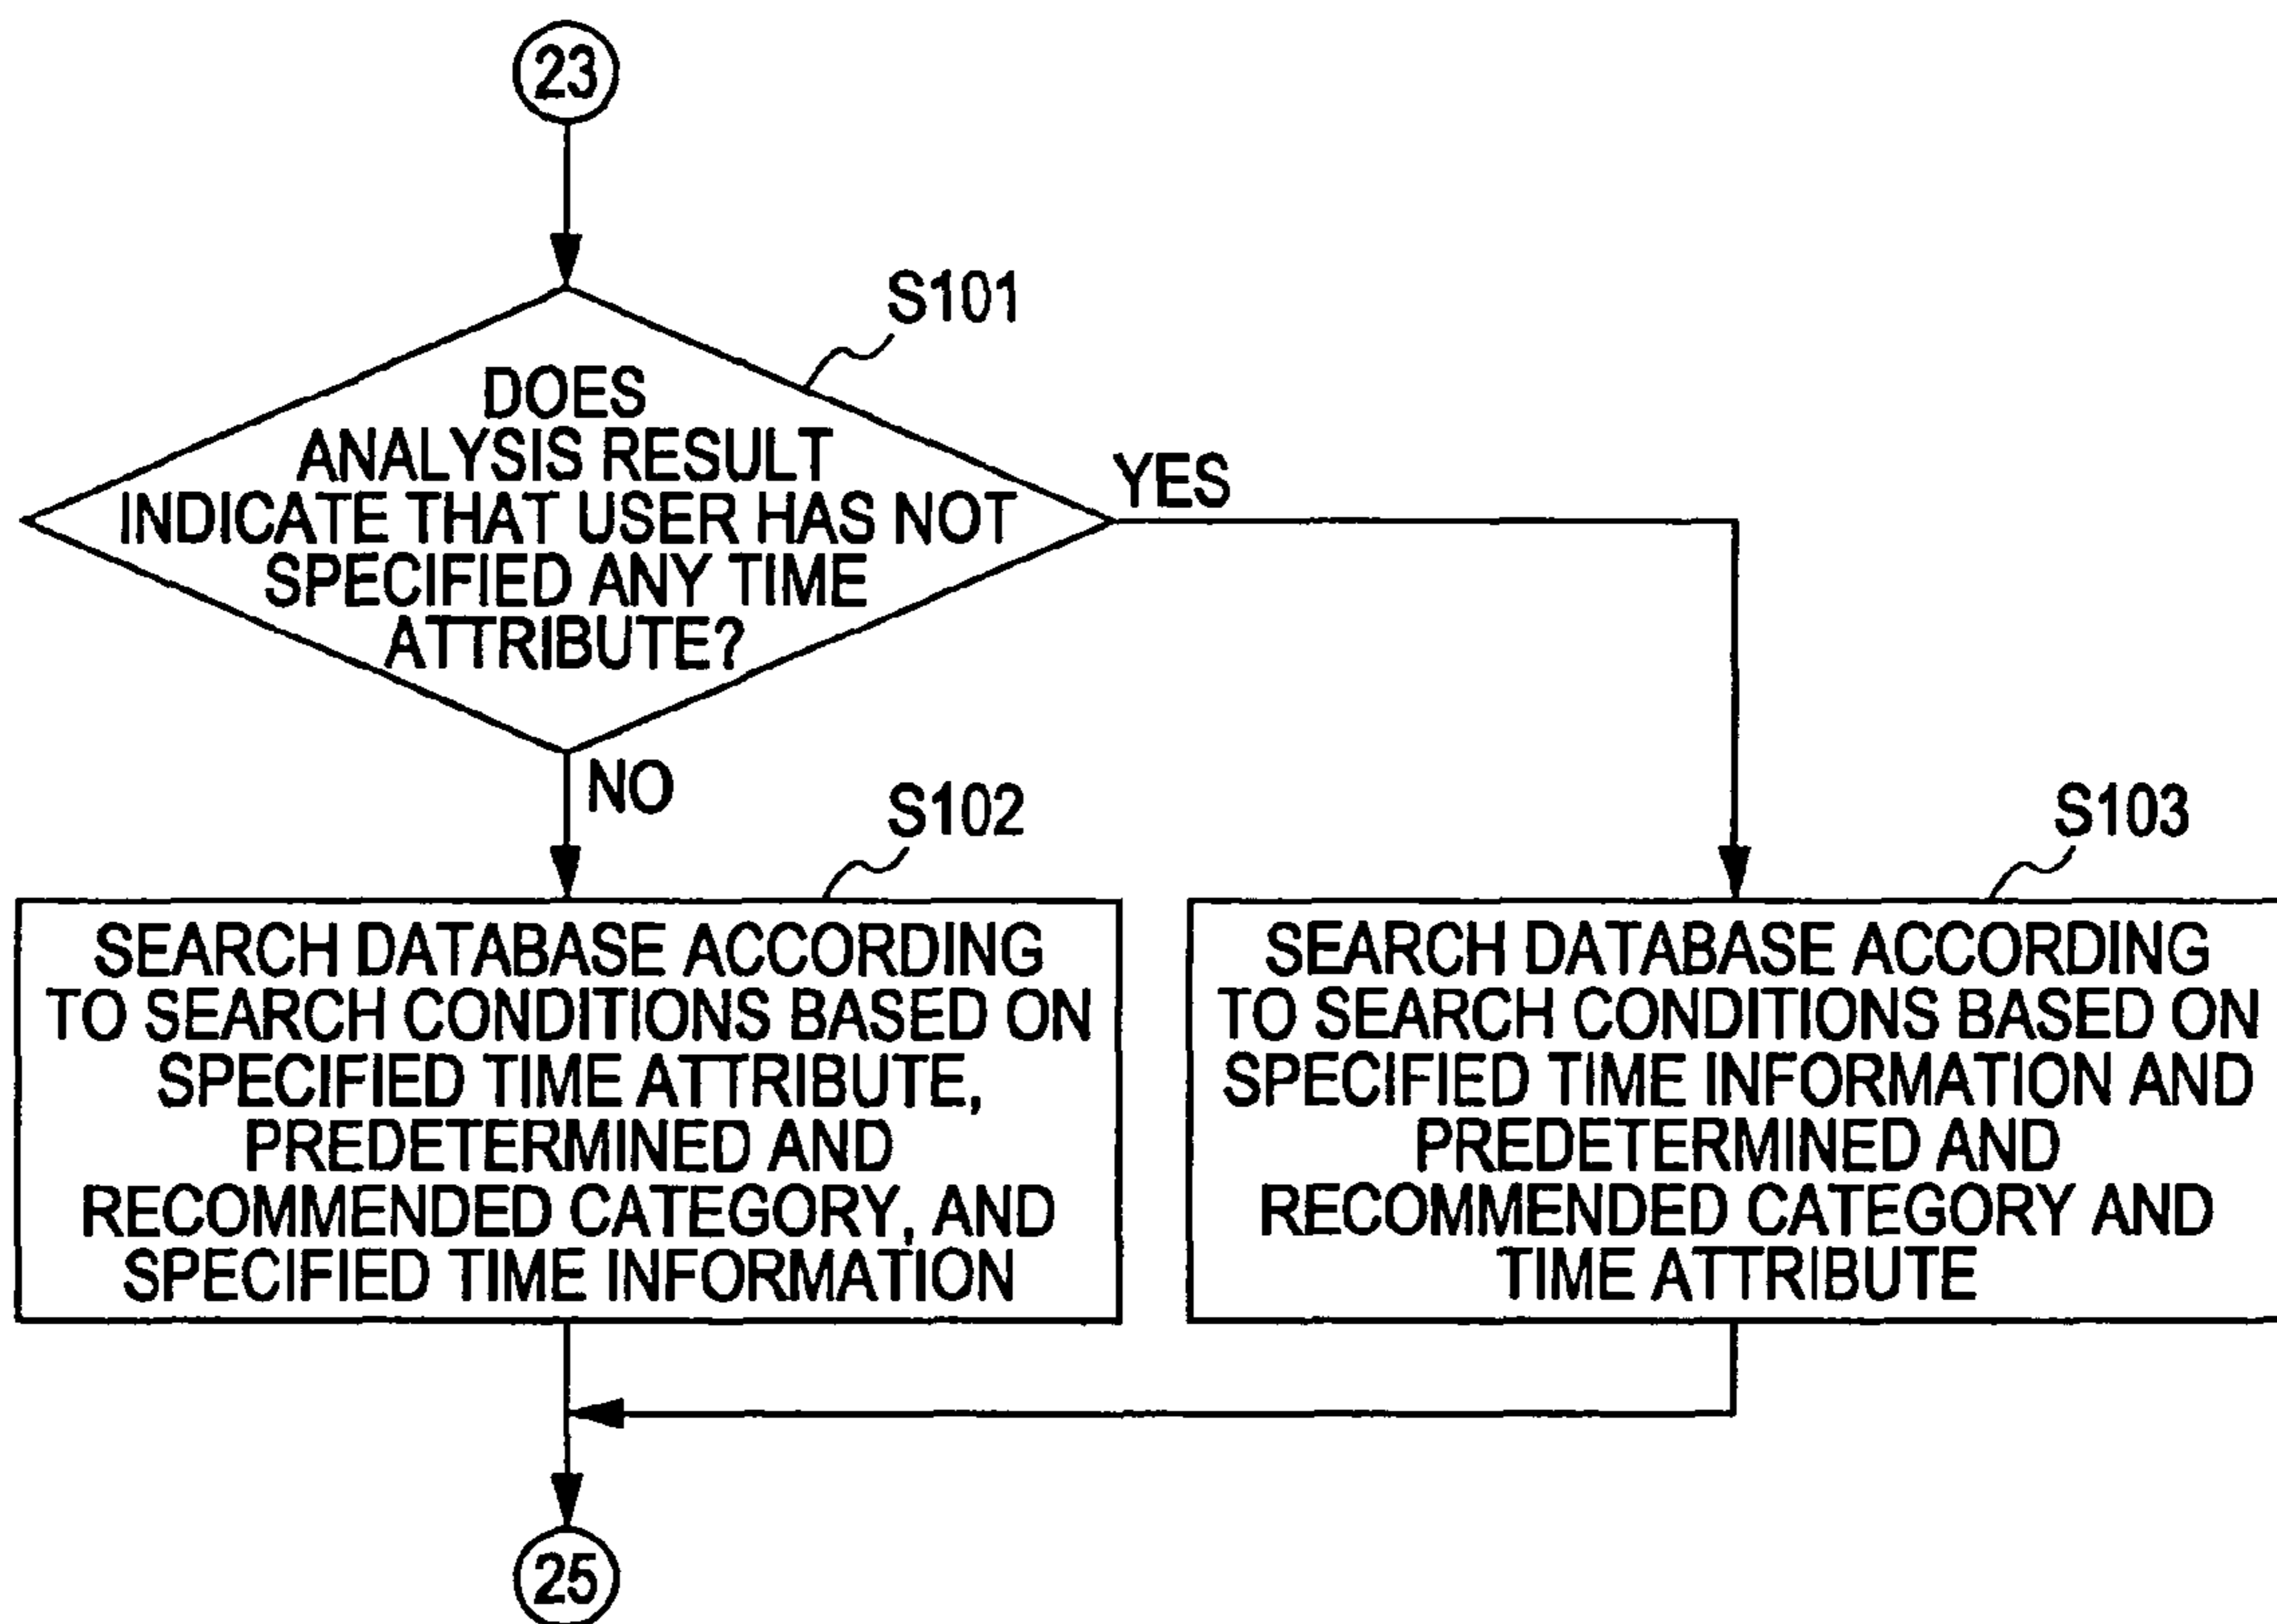 23
S101
DOES
ANALYSIS RESULT
INDICATE THAT USER HAS NOT
SPECIFIED ANY TIME
ATTRIBUTE?
YES
NO
S102
SEARCH DATABASE ACCORDING
TO SEARCH CONDITIONS BASED ON
SPECIFIED TIME ATTRIBUTE,
PREDETERMINED AND
RECOMMENDED CATEGORY, AND
SPECIFIED TIME INFORMATION
S103
SEARCH DATABASE ACCORDING
TO SEARCH CONDITIONS BASED ON
SPECIFIED TIME INFORMATION AND
PREDETERMINED AND
RECOMMENDED CATEGORY AND
TIME ATTRIBUTE
25